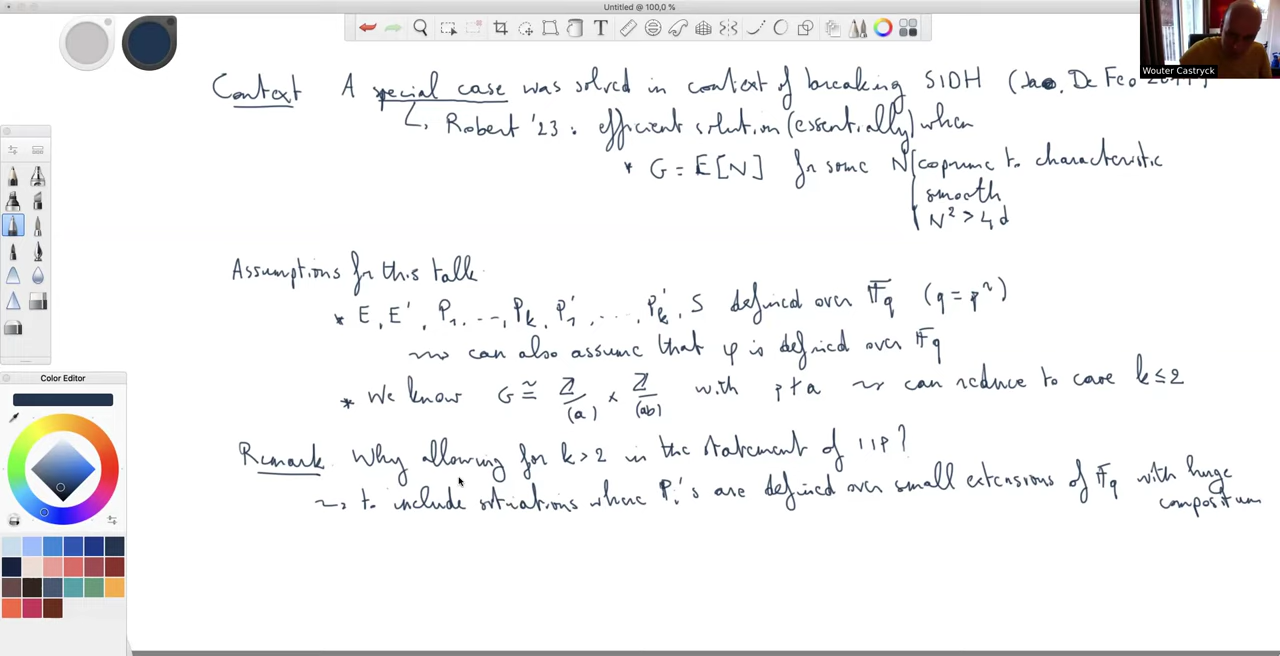 Untitled @ 100,0 %
Wouter Castryck
Context A special case was solved in context of breaking SIDH (Jao, De Feo
Robert '23 : efficient solution (essentially) when
* G = E[N] for some N coprime to characteristic
smooth
N² > 4d
Assumptions for this talk
* E, E', P₁, ..., Pₖ, P₁', ..., Pₖ', S defined over 𝔽q (q = pʳ)
⇝ can also assume that φ is defined over 𝔽q
* We know G ≅ ℤ/(a) × ℤ/(ab) with p ∤ a ⇝ can reduce to case k ≤ 2
Remark Why allowing for k > 2 in the statement of IIP?
⇝ to include situations where Pᵢ's are defined over small extensions of 𝔽q with huge
compositum
Color Editor